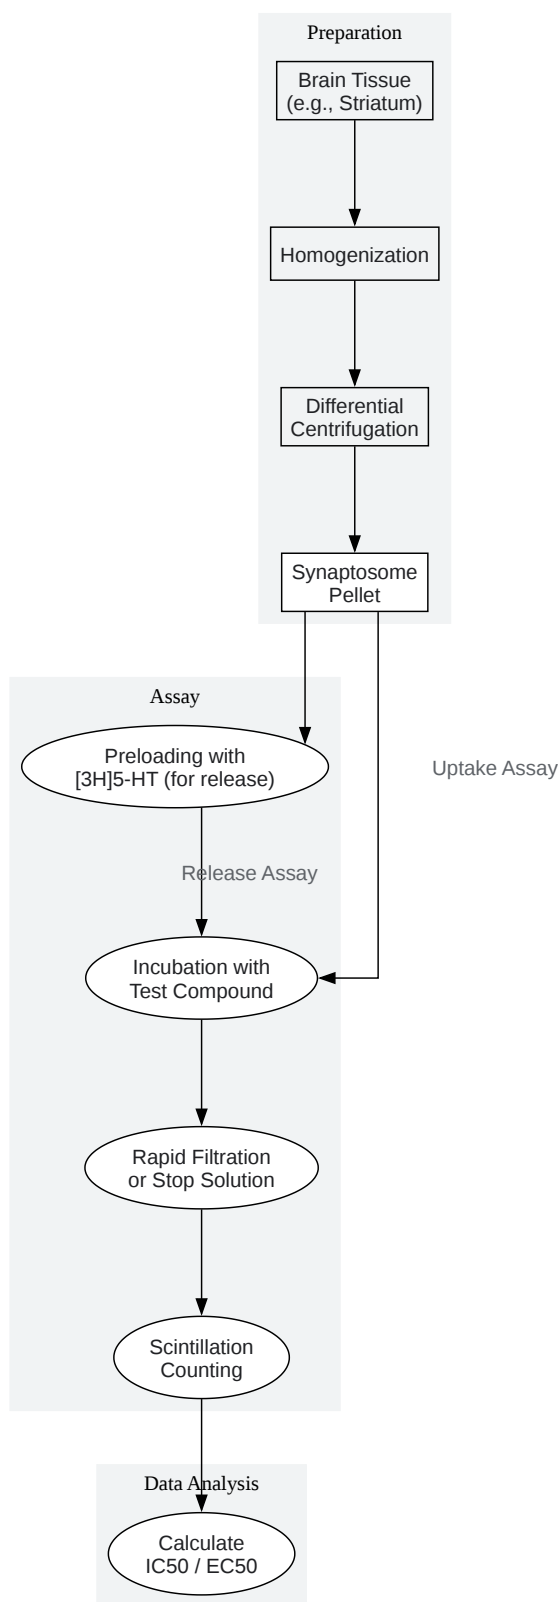 Preparation
Brain Tissue
(e.g., Striatum)
Homogenization
Differential
Centrifugation
Synaptosome
Pellet
Assay
Preloading with
[3H]5-HT (for release)
Uptake Assay
Release Assay
Incubation with
Test Compound
Rapid Filtration
or Stop Solution
Scintillation
Counting
Data Analysis
Calculate
IC50 / EC50